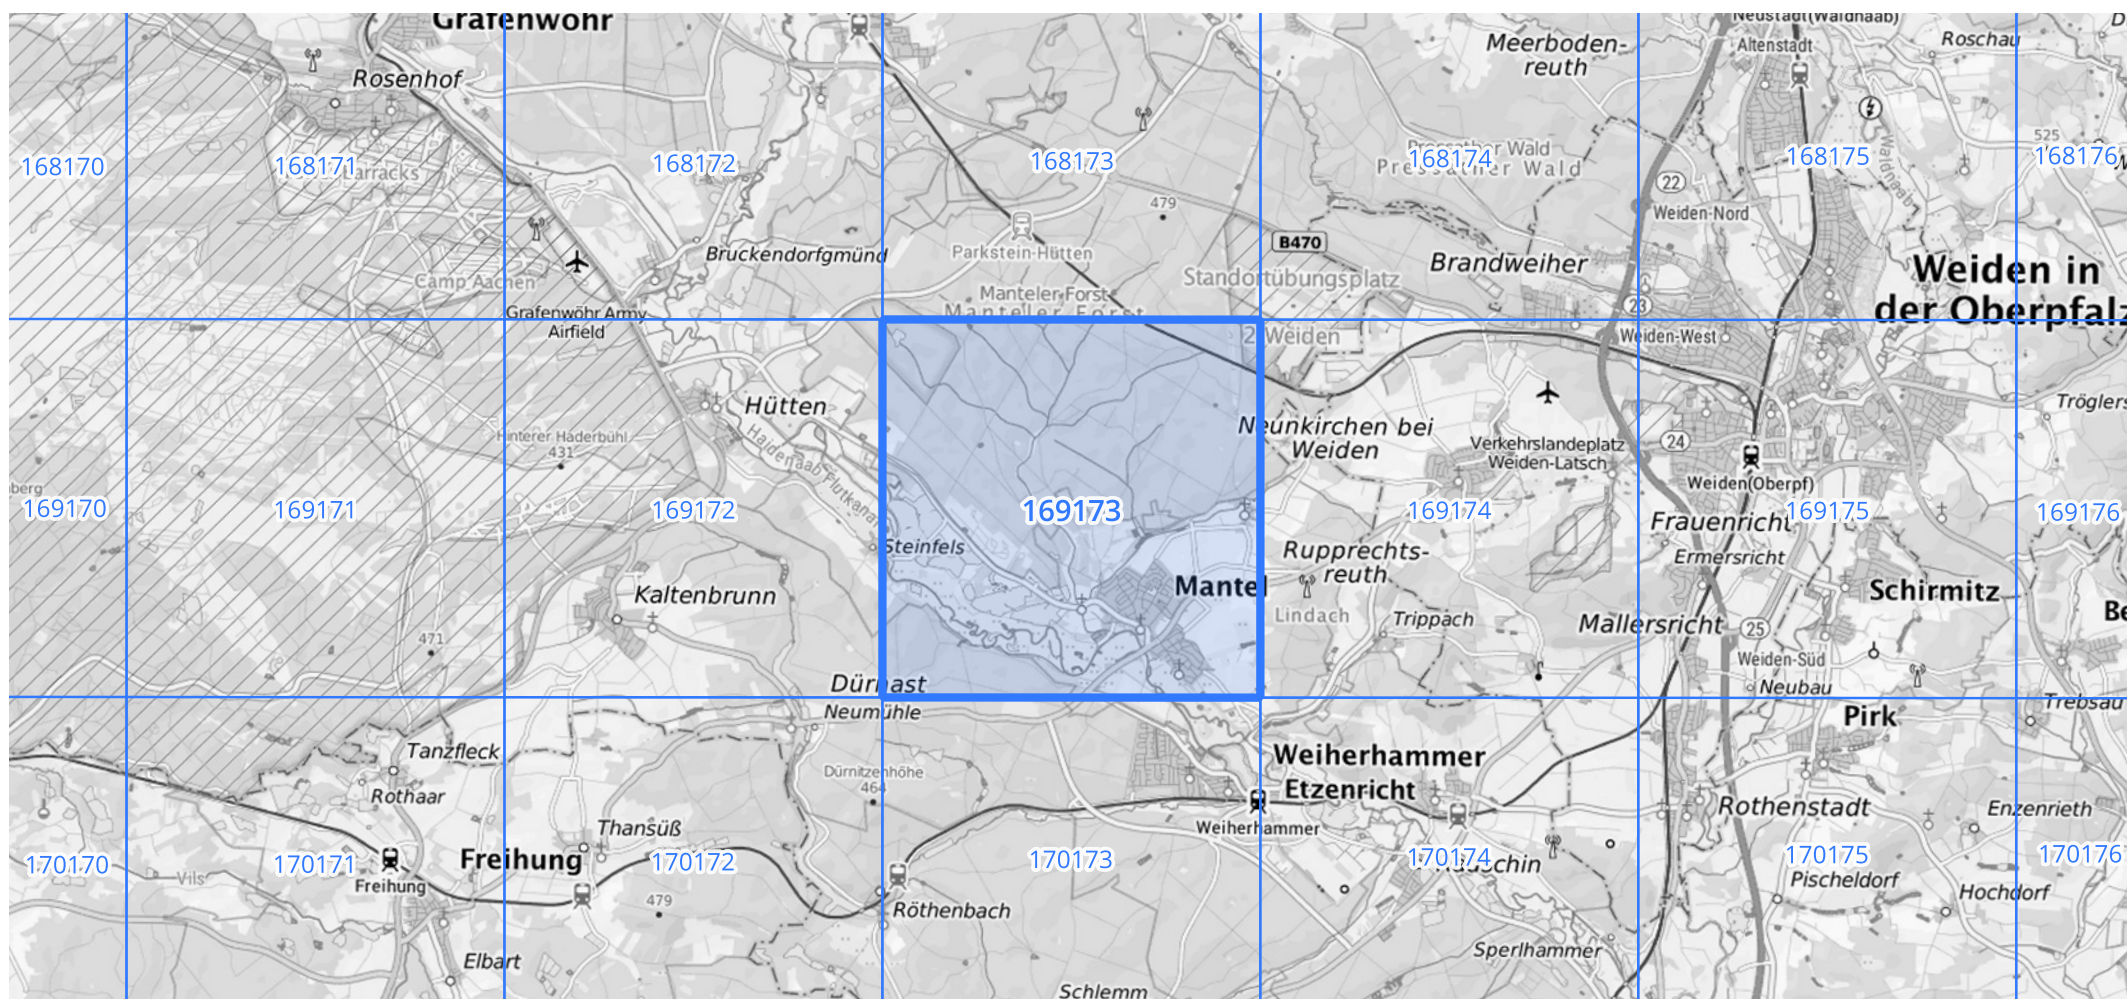 Grafenwöhr
Neustadt(Waldnaab)
Altenstadt
Roschau
Meerboden-
reuth
Rosenhof
525
168170
168171
168172
168173
168174
168175
168176
Pressather Wald
Pressather Wald
Waldnaab
22
479
Weiden-Nord
B470
Parkstein-Hütten
Bruckendorfgmünd
Brandweiher
Weiden in
der Oberpfalz
Camp Aachen
Standortübungsplatz
Manteler Forst
Manteler Forst
23
Grafenwöhr Army
Airfield
Weiden-West
Hütten
Neunkirchen bei
Weiden
Hinterer Haderbühl
431
Haidenaab Flutkanal
Verkehrslandeplatz
Weiden-Latsch
24
Weiden(Oberpf)
169170
169171
169172
169173
169174
169175
169176
Frauenricht
Steinfels
Rupprechts-
reuth
Ermersricht
Kaltenbrunn
Mantel
Schirmitz
Lindach
Trippach
Mallersricht
25
471
Weiden-Süd
Dürnast
Neubau
Neumühle
Trebsau
Pirk
Tanzfleck
Weiherhammer
Etzenricht
Dürnitzenhöhe
464
Rothaar
Rothenstadt
Enzenrieth
Thansüß
Weiherhammer
170170
170171
170172
170173
170174
170175
170176
Freihung
Freihung
Vils
Pischeldorf
Hochdorf
479
Röthenbach
Elbart
Sperlhammer
Schlemm